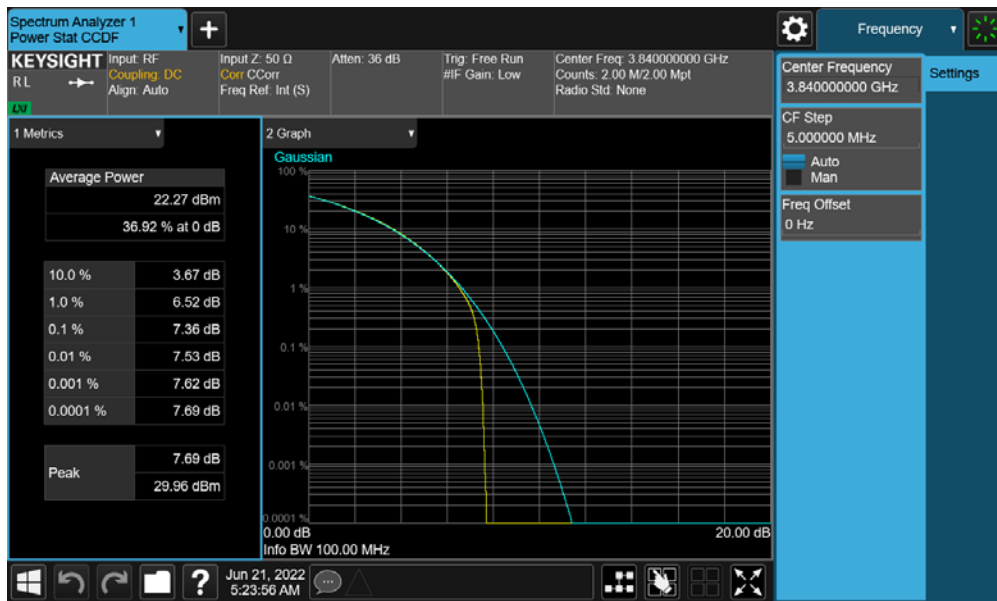 Spectrum Analyzer 1
Power Stat CCDF
+
Frequency
KEYSIGHT
Input: RF
Input Z: 50 Ω
Atten: 36 dB
Trig: Free Run
Center Freq: 3.840000000 GHz
RL
Coupling: DC
Corr CCorr
#IF Gain: Low
Counts: 2.00 M/2.00 Mpt
Align: Auto
Freq Ref: Int (S)
Radio Std: None
LXI
Center Frequency
3.840000000 GHz
Settings
CF Step
5.000000 MHz
Auto
Man
Freq Offset
0 Hz
1 Metrics
Average Power
22.27 dBm
36.92 % at 0 dB
10.0 % 3.67 dB
1.0 % 6.52 dB
0.1 % 7.36 dB
0.01 % 7.53 dB
0.001 % 7.62 dB
0.0001 % 7.69 dB
Peak
7.69 dB
29.96 dBm
2 Graph
Gaussian
100 %
10 %
1 %
0.1 %
0.01 %
0.001 %
0.0001 %
0.00 dB
20.00 dB
Info BW 100.00 MHz
?
Jun 21, 2022
5:23:56 AM